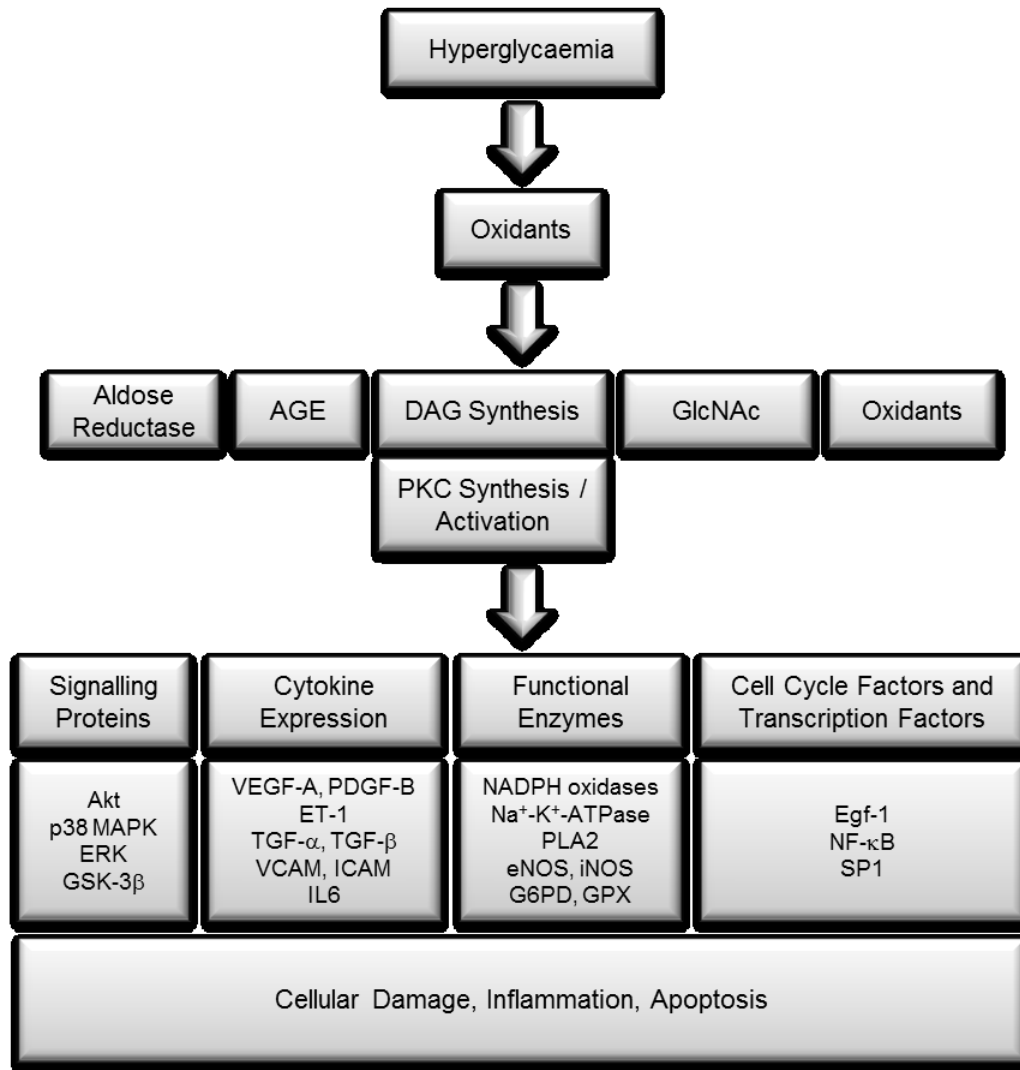 Hyperglycaemia
Oxidants
Aldose
Reductase
AGE
DAG Synthesis
GlcNAc
Oxidants
PKC Synthesis /
Activation
Signalling
Proteins
Cytokine
Expression
Functional
Enzymes
Cell Cycle Factors and
Transcription Factors
Akt
p38 MAPK
ERK
GSK-3β
VEGF-A, PDGF-B
ET-1
TGF-α, TGF-β
VCAM, ICAM
IL6
NADPH oxidases
Na⁺-K⁺-ATPase
PLA2
eNOS, iNOS
G6PD, GPX
Egf-1
NF-κB
SP1
Cellular Damage, Inflammation, Apoptosis